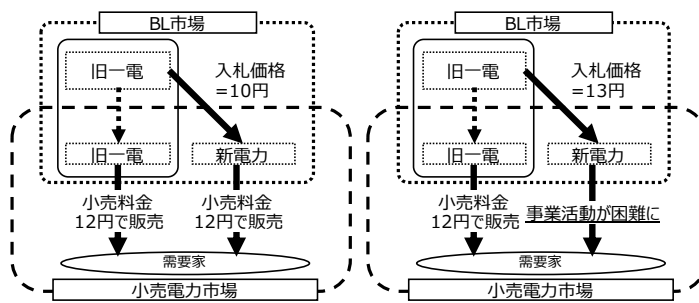 BL市場
旧一電
入札価格
=10円
旧一電
新電力
小売料金
12円で販売
小売料金
12円で販売
需要家
小売電力市場
BL市場
旧一電
入札価格
=13円
旧一電
新電力
小売料金
12円で販売
事業活動が困難に
需要家
小売電力市場